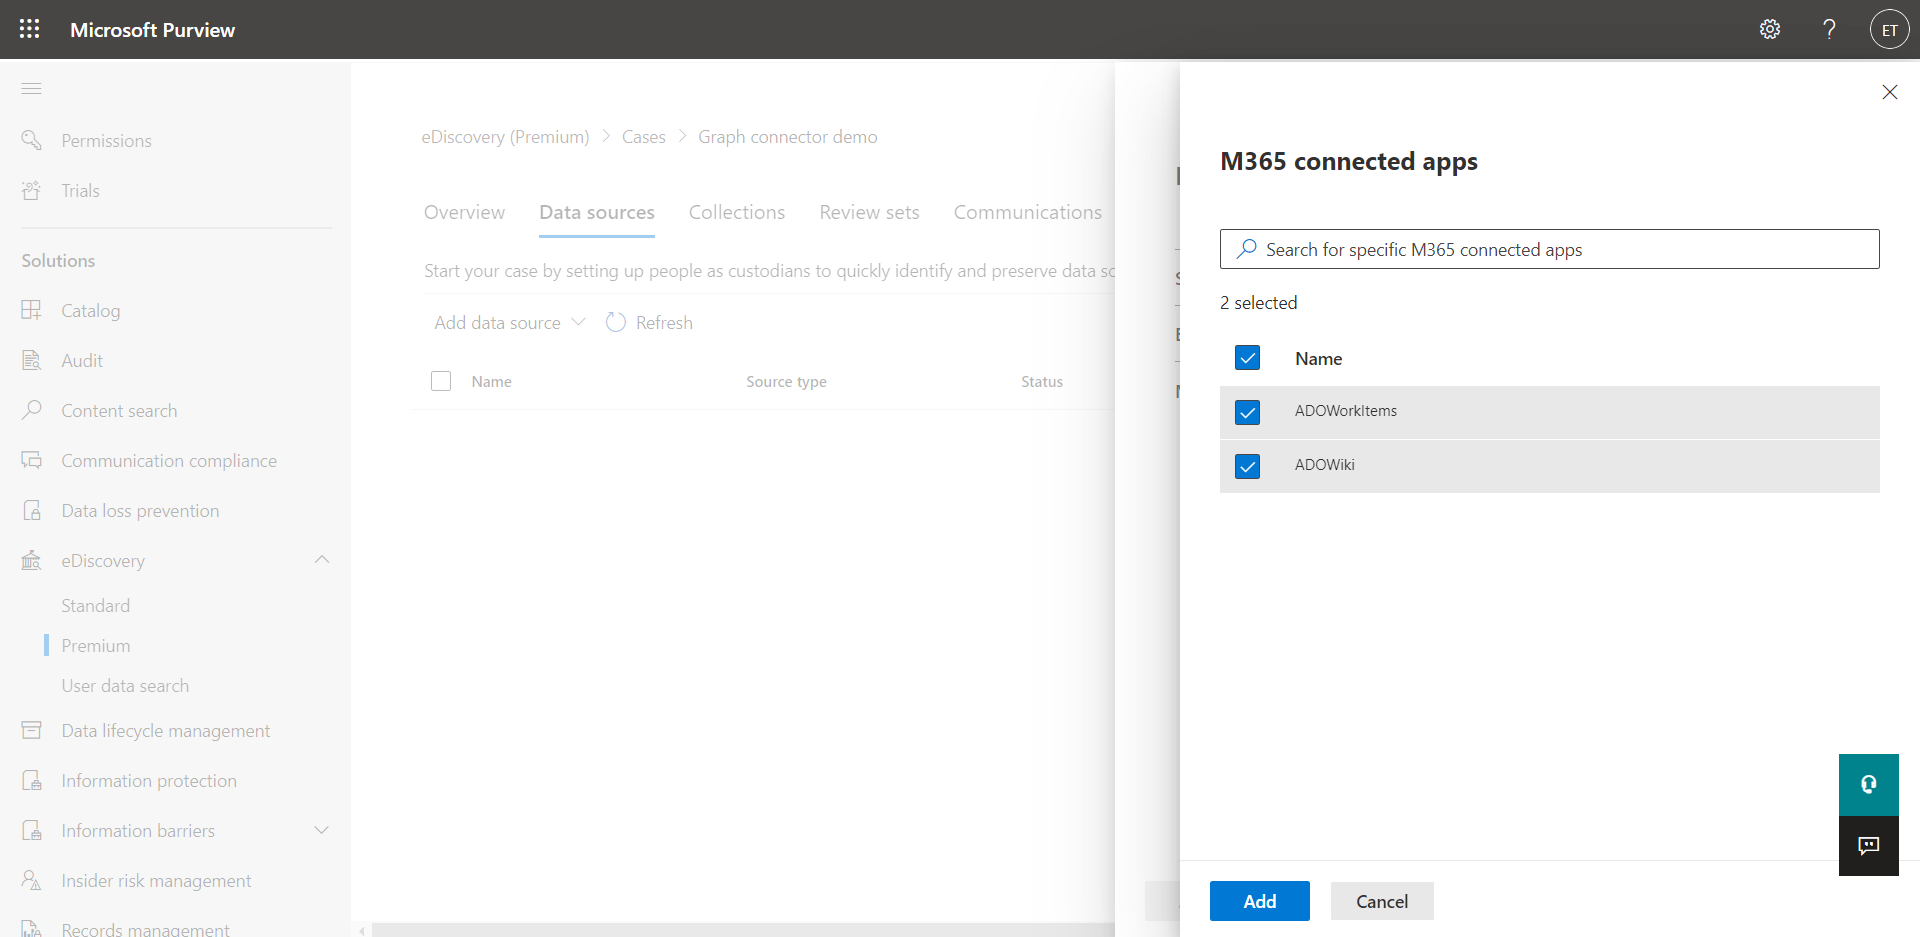 Microsoft Purview
ET
Permissions
Trials
Solutions
Catalog
Audit
Content search
Communication compliance
Data loss prevention
eDiscovery
Standard
Premium
User data search
Data lifecycle management
Information protection
Information barriers
Insider risk management
Records management
eDiscovery (Premium) > Cases > Graph connector demo
Overview Data sources Collections Review sets Communications
Start your case by setting up people as custodians to quickly identify and preserve data
Add data source Refresh
Name Source type Status
M365 connected apps
Search for specific M365 connected apps
2 selected
Name
ADOWorkItems
ADOWiki
Add Cancel